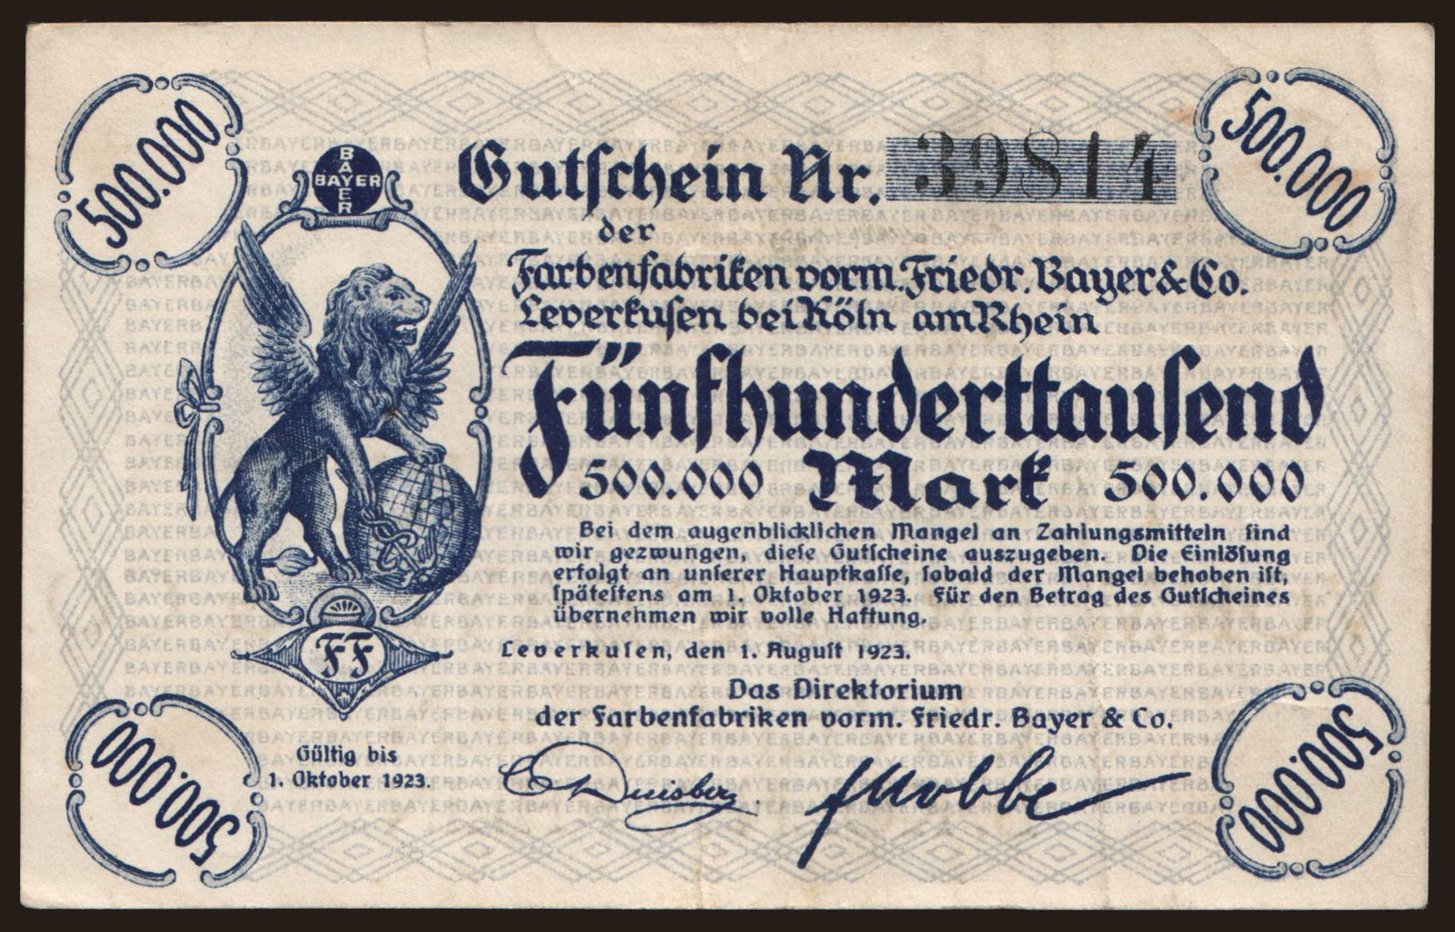 500.000
500.000
BAYER
BAYER
Gutschein Nr. 39814
der
Farbenfabriken vorm. Friedr. Bayer & Co.
Leverkusen bei Köln am Rhein
Fünfhunderttausend
500.000 Mark 500.000
Bei dem augenblicklichen Mangel an Zahlungsmitteln sind
wir gezwungen, diese Gutscheine auszugeben. Die Einlösung
erfolgt an unserer Hauptkasse, sobald der Mangel behoben ist,
spätestens am 1. Oktober 1923. Für den Betrag des Gutscheines
übernehmen wir volle Haftung.
FF
Leverkusen, den 1. August 1923.
Das Direktorium
der Farbenfabriken vorm. Friedr. Bayer & Co.
Gültig bis
1. Oktober 1923.
C Duisberg
500.000
500.000